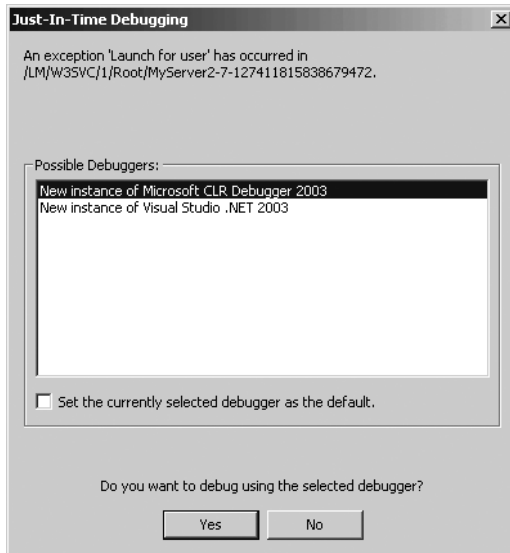 Just-In-Time Debugging
An exception 'Launch for user' has occurred in
/LM/W3SVC/1/Root/MyServer2-7-127411815838679472.
Possible Debuggers:
New instance of Microsoft CLR Debugger 2003
New instance of Visual Studio .NET 2003
Set the currently selected debugger as the default.
Do you want to debug using the selected debugger?
Yes
No